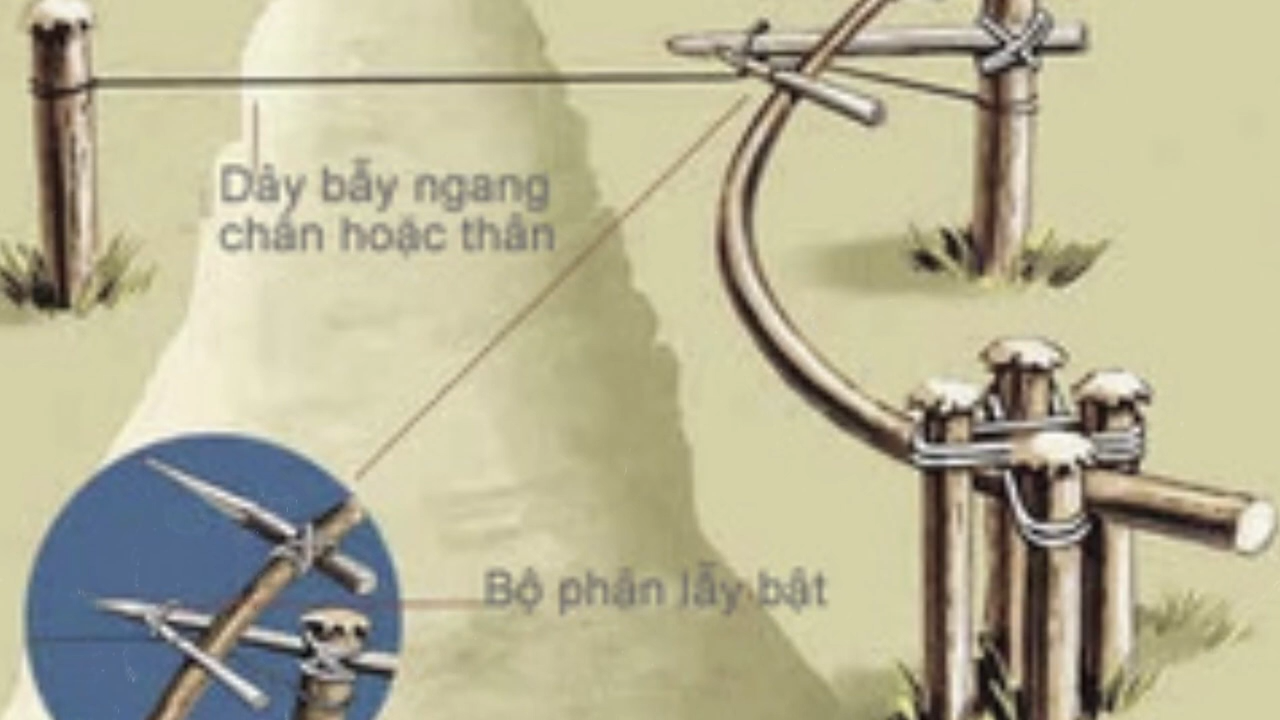 Dây bẫy ngang
chân hoặc thân
Bộ phận lẫy bật